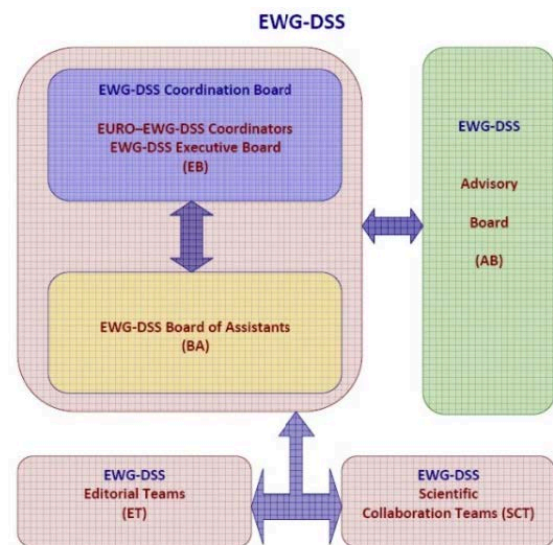 EWG-DSS
EWG-DSS Coordination Board
EURO–EWG-DSS Coordinators
EWG-DSS Executive Board
(EB)
EWG-DSS Board of Assistants
(BA)
EWG-DSS
Advisory
Board
(AB)
EWG-DSS
Editorial Teams
(ET)
EWG-DSS
Scientific
Collaboration Teams (SCT)